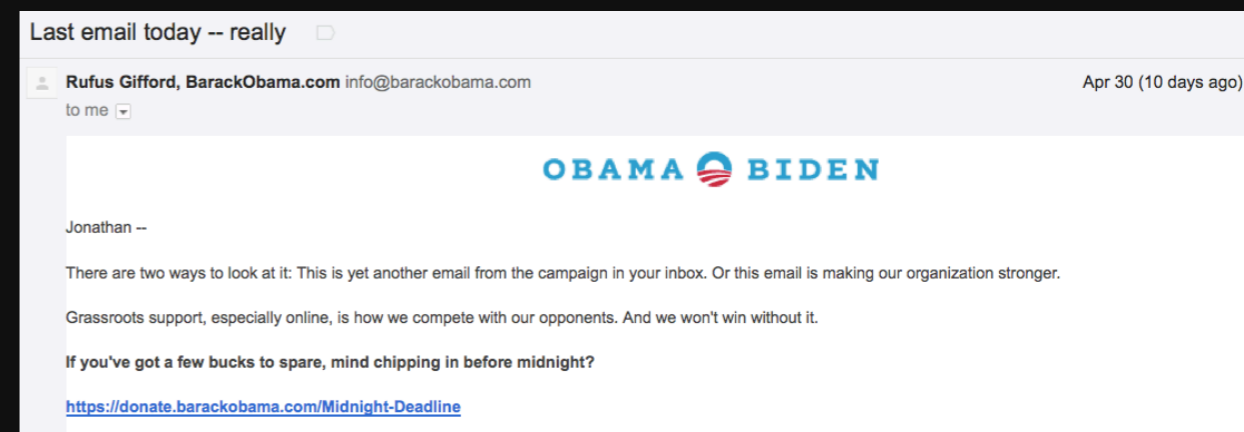 Last email today -- really
Rufus Gifford, BarackObama.com info@barackobama.com Apr 30 (10 days ago)
to me
OBAMA BIDEN
Jonathan --
There are two ways to look at it: This is yet another email from the campaign in your inbox. Or this email is making our organization stronger.
Grassroots support, especially online, is how we compete with our opponents. And we won't win without it.
If you've got a few bucks to spare, mind chipping in before midnight?
https://donate.barackobama.com/Midnight-Deadline